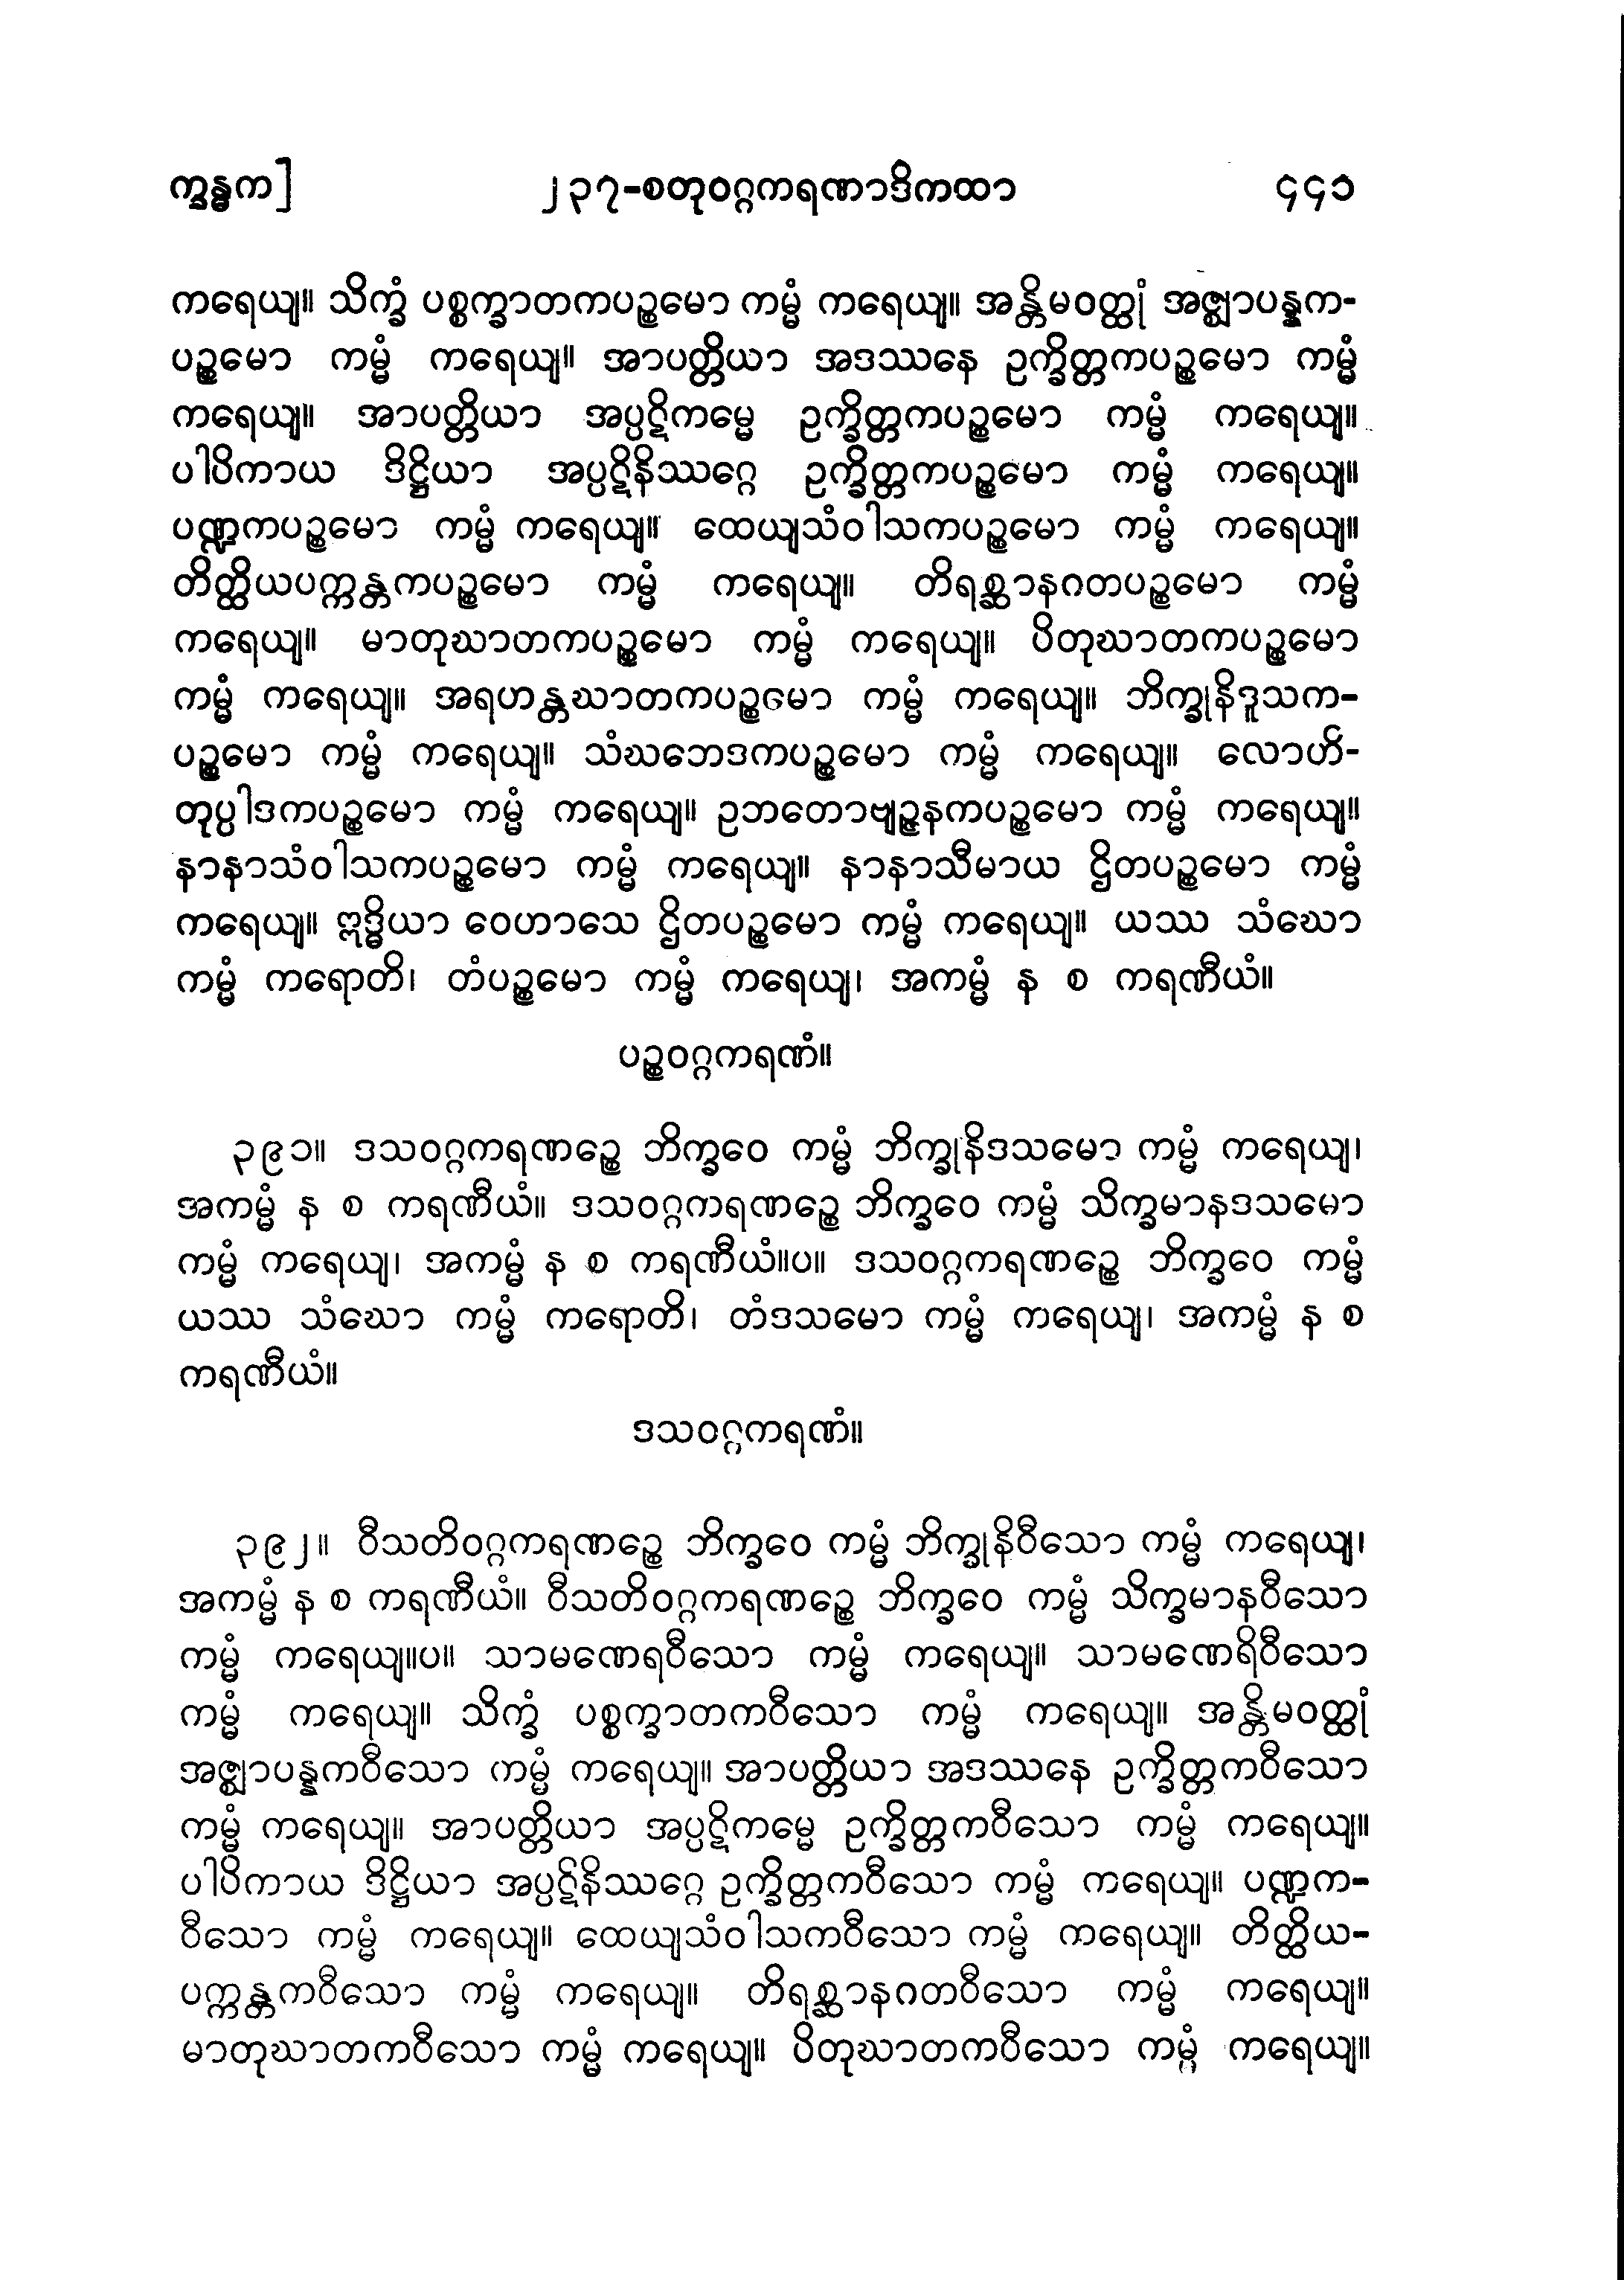 က္ခန္ဓက] ၂၃၇-စတုဝဂ္ဂကရဏာဒိကထာ ၄၄၁
ကရေယျ။ သိက္ခံ ပစ္စက္ခာတကပဉ္စမော ကမ္မံ ကရေယျ။ အန္တိမဝတ္ထုံ အဇ္ဈာပန္နက-
ပဉ္စမော ကမ္မံ ကရေယျ။ အာပတ္တိယာ အဒဿနေ ဥက္ခိတ္တကပဉ္စမော ကမ္မံ
ကရေယျ။ အာပတ္တိယာ အပ္ပဋိကမ္မေ ဥက္ခိတ္တကပဉ္စမော ကမ္မံ ကရေယျ။
ပါပိကာယ ဒိဋ္ဌိယာ အပ္ပဋိနိဿဂ္ဂေ ဥက္ခိတ္တကပဉ္စမော ကမ္မံ ကရေယျ။
ပဏ္ဍကပဉ္စမော ကမ္မံ ကရေယျ။ ထေယျသံဝါသကပဉ္စမော ကမ္မံ ကရေယျ။
တိတ္ထိယပက္ကန္တကပဉ္စမော ကမ္မံ ကရေယျ။ တိရစ္ဆာနဂတပဉ္စမော ကမ္မံ
ကရေယျ။ မာတုဃာတကပဉ္စမော ကမ္မံ ကရေယျ။ ပိတုဃာတကပဉ္စမော
ကမ္မံ ကရေယျ။ အရဟန္တဃာတကပဉ္စမော ကမ္မံ ကရေယျ။ ဘိက္ခုနိဒူသက-
ပဉ္စမော ကမ္မံ ကရေယျ။ သံဃဘေဒကပဉ္စမော ကမ္မံ ကရေယျ။ လောဟိ-
တုပ္ပါဒကပဉ္စမော ကမ္မံ ကရေယျ။ ဥဘတောဗျဉ္ဇနကပဉ္စမော ကမ္မံ ကရေယျ။
နာနာသံဝါသကပဉ္စမော ကမ္မံ ကရေယျ။ နာနာသီမာယ ဌိတပဉ္စမော ကမ္မံ
ကရေယျ။ ဣဒ္ဓိယာ ဝေဟာသေ ဌိတပဉ္စမော ကမ္မံ ကရေယျ။ ယဿ သံဃော
ကမ္မံ ကရောတိ၊ တံပဉ္စမော ကမ္မံ ကရေယျ၊ အကမ္မံ န စ ကရဏီယံ။
ပဉ္စဝဂ္ဂကရဏံ။
၃၉၁။ ဒသဝဂ္ဂကရဏဉ္စေ ဘိက္ခဝေ ကမ္မံ ဘိက္ခုနိဒသမော ကမ္မံ ကရေယျ၊
အကမ္မံ န စ ကရဏီယံ။ ဒသဝဂ္ဂကရဏဉ္စေ ဘိက္ခဝေ ကမ္မံ သိက္ခမာနဒသမော
ကမ္မံ ကရေယျ၊ အကမ္မံ န စ ကရဏီယံ။ပ။ ဒသဝဂ္ဂကရဏဉ္စေ ဘိက္ခဝေ ကမ္မံ
ယဿ သံဃော ကမ္မံ ကရောတိ၊ တံဒသမော ကမ္မံ ကရေယျ၊ အကမ္မံ န စ
ကရဏီယံ။
ဒသဝဂ္ဂကရဏံ။
၃၉၂။ ဝီသတိဝဂ္ဂကရဏဉ္စေ ဘိက္ခဝေ ကမ္မံ ဘိက္ခုနိဝီသော ကမ္မံ ကရေယျ၊
အကမ္မံ န စ ကရဏီယံ။ ဝီသတိဝဂ္ဂကရဏဉ္စေ ဘိက္ခဝေ ကမ္မံ သိက္ခမာနဝီသော
ကမ္မံ ကရေယျ။ပ။ သာမဏေရဝီသော ကမ္မံ ကရေယျ။ သာမဏေရိဝီသော
ကမ္မံ ကရေယျ။ သိက္ခံ ပစ္စက္ခာတကဝီသော ကမ္မံ ကရေယျ။ အန္တိမဝတ္ထုံ
အဇ္ဈာပန္နကဝီသော ကမ္မံ ကရေယျ။ အာပတ္တိယာ အဒဿနေ ဥက္ခိတ္တကဝီသော
ကမ္မံ ကရေယျ။ အာပတ္တိယာ အပ္ပဋိကမ္မေ ဥက္ခိတ္တကဝီသော ကမ္မံ ကရေယျ။
ပါပိကာယ ဒိဋ္ဌိယာ အပ္ပဋိနိဿဂ္ဂေ ဥက္ခိတ္တကဝီသော ကမ္မံ ကရေယျ။ ပဏ္ဍက-
ဝီသော ကမ္မံ ကရေယျ။ ထေယျသံဝါသကဝီသော ကမ္မံ ကရေယျ။ တိတ္ထိယ-
ပက္ကန္တကဝီသော ကမ္မံ ကရေယျ။ တိရစ္ဆာနဂတဝီသော ကမ္မံ ကရေယျ။
မာတုဃာတကဝီသော ကမ္မံ ကရေယျ။ ပိတုဃာတကဝီသော ကမ္မံ ကရေယျ။